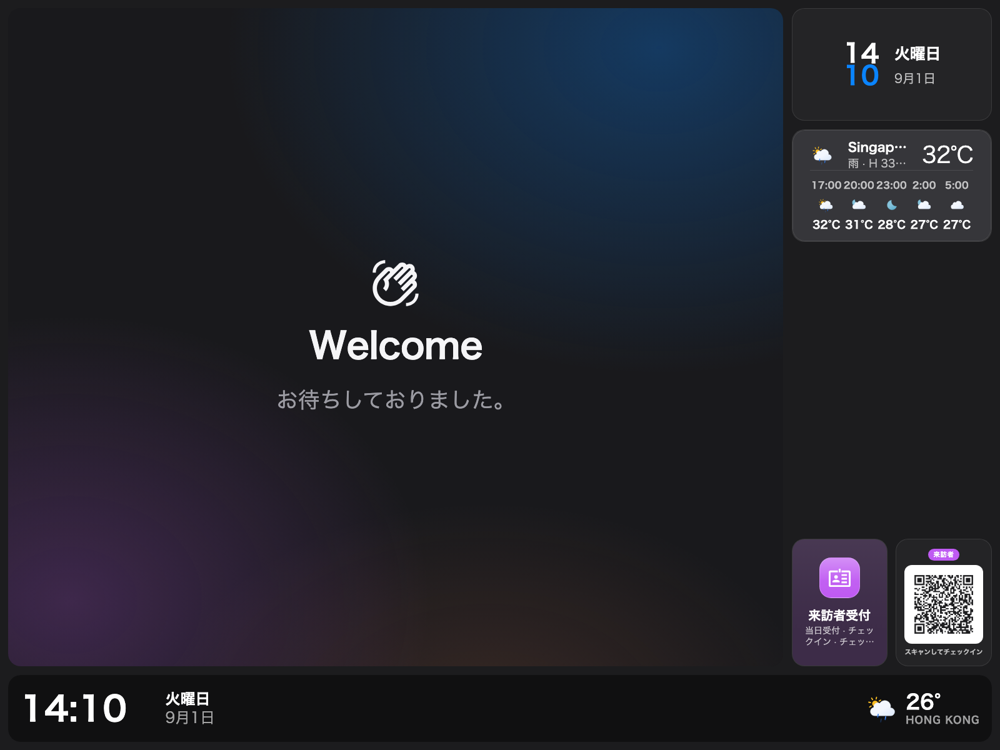 Welcome
お待ちしておりました。
14
10
火曜日
9月1日
Singap…
雨 · H 33…
32°C
17:00 20:00 23:00 2:00 5:00
32°C 31°C 28°C 27°C 27°C
来訪者受付
当日受付 · チェッ
クイン · チェッ…
来訪者
スキャンしてチェックイン
14:10
火曜日
9月1日
26°
HONG KONG